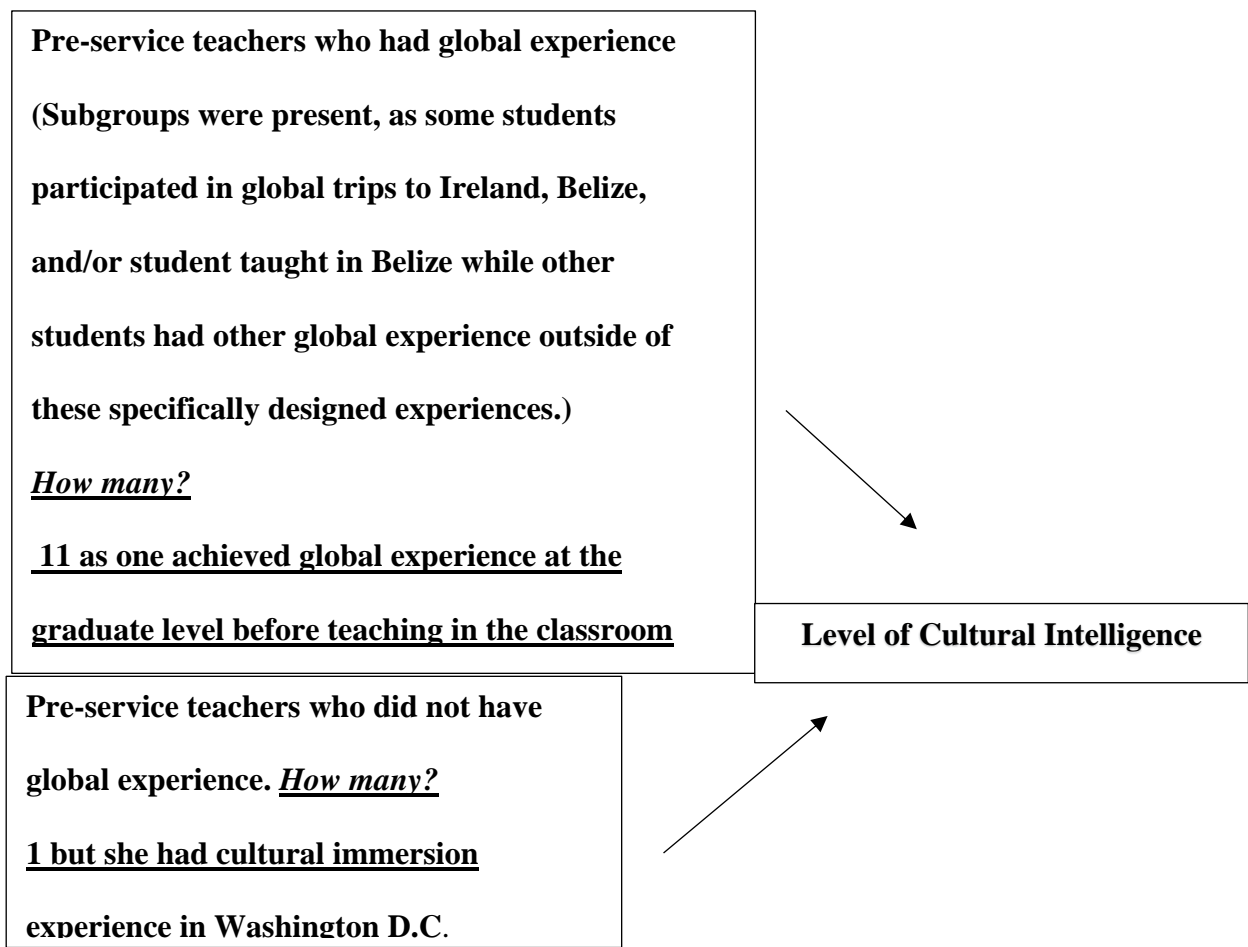 Pre-service teachers who had global experience
(Subgroups were present, as some students
participated in global trips to Ireland, Belize,
and/or student taught in Belize while other
students had other global experience outside of
these specifically designed experiences.)
How many?
11 as one achieved global experience at the
graduate level before teaching in the classroom
Level of Cultural Intelligence
Pre-service teachers who did not have
global experience. How many?
1 but she had cultural immersion
experience in Washington D.C.